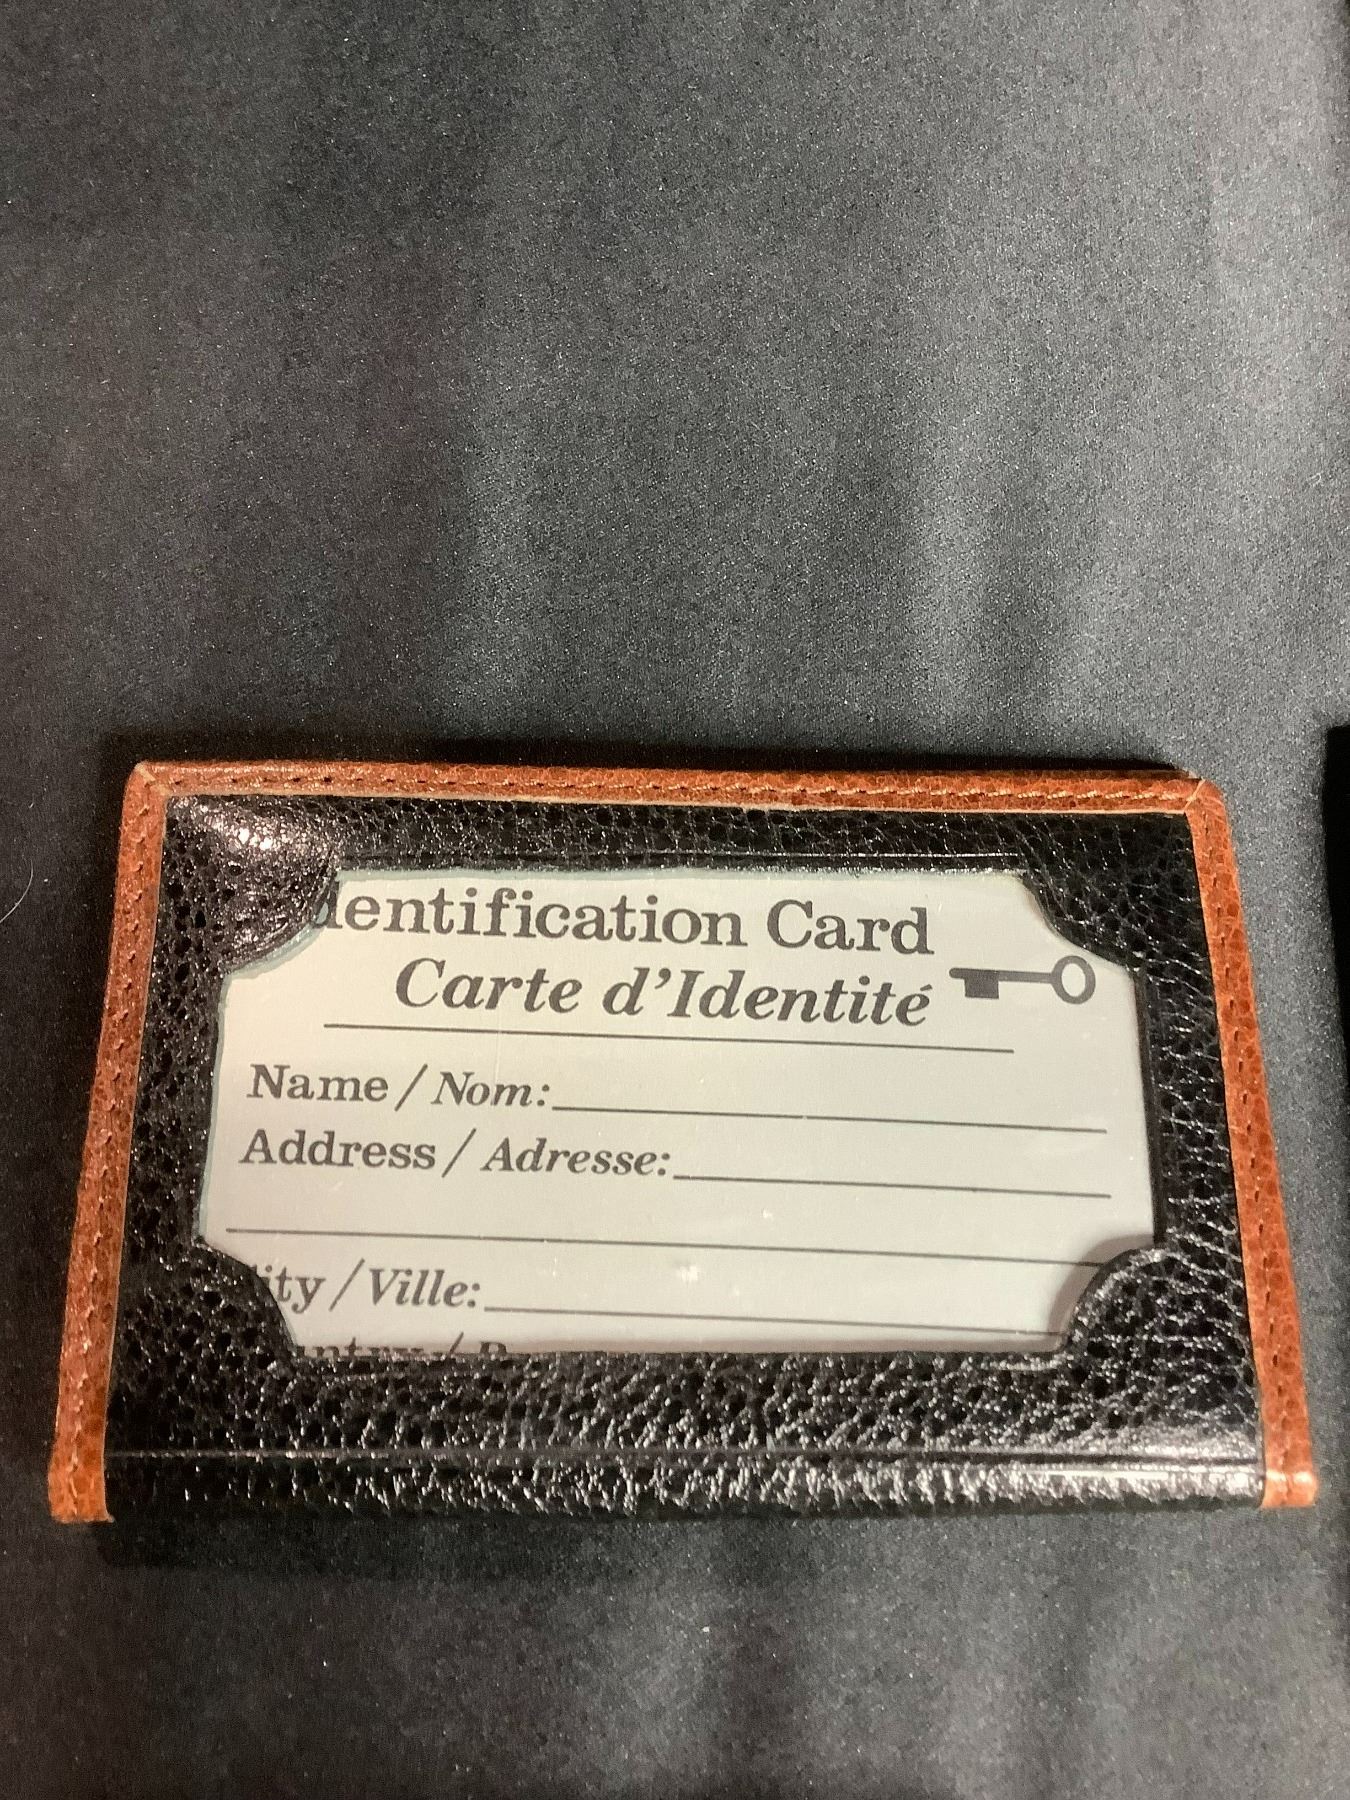 dentification Card
Carte d'Identité
Name / Nom:
Address / Adresse:
ity / Ville: